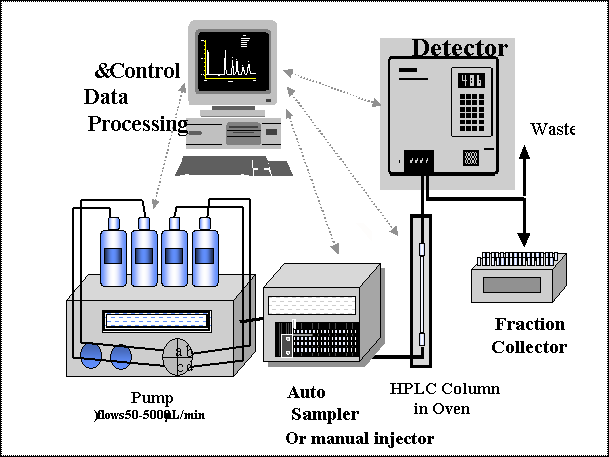 &Control
Data
Processing
Detector
Waste
Fraction
Collector
HPLC Column
in Oven
Auto
Sampler
Or manual injector
Pump
)flows50-5000µL/min
a b
c d